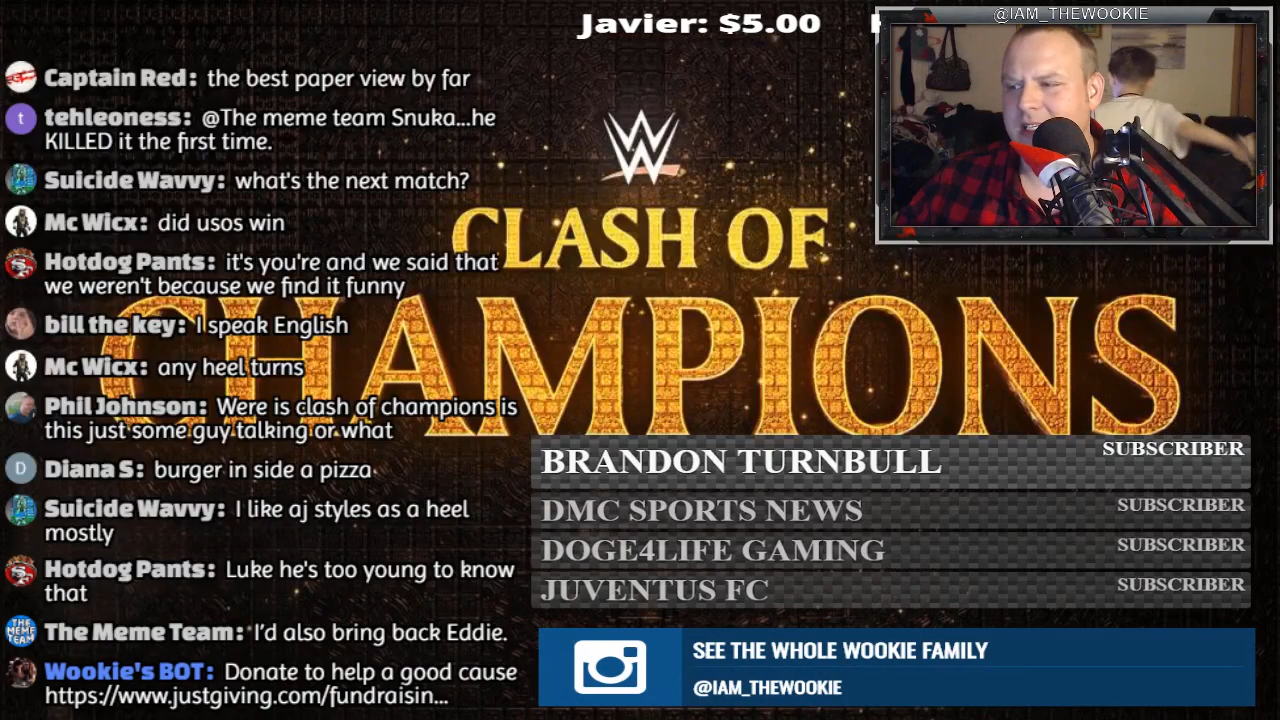 Javier: $5.00
@IAM_THEWOOKIE
Captain Red: the best paper view by far
tehleoness: @The meme team Snuka...he
KILLED it the first time.
Suicide Wavvy: what's the next match?
Mc Wicx: did usos win
Hotdog Pants: it's you're and we said that
we weren't because we find it funny
bill the key: I speak English
Mc Wicx: any heel turns
Phil Johnson: Were is clash of champions is
this just some guy talking or what
Diana S: burger in side a pizza
Suicide Wavvy: I like aj styles as a heel
mostly
Hotdog Pants: Luke he's too young to know
that
The Meme Team: I'd also bring back Eddie.
Wookie's BOT: Donate to help a good cause
https://www.justgiving.com/fundraisin...
W
CLASH OF
CHAMPIONS
BRANDON TURNBULL SUBSCRIBER
DMC SPORTS NEWS SUBSCRIBER
DOGE4LIFE GAMING SUBSCRIBER
JUVENTUS FC SUBSCRIBER
SEE THE WHOLE WOOKIE FAMILY
@IAM_THEWOOKIE
t
D
THE MEME TEAM